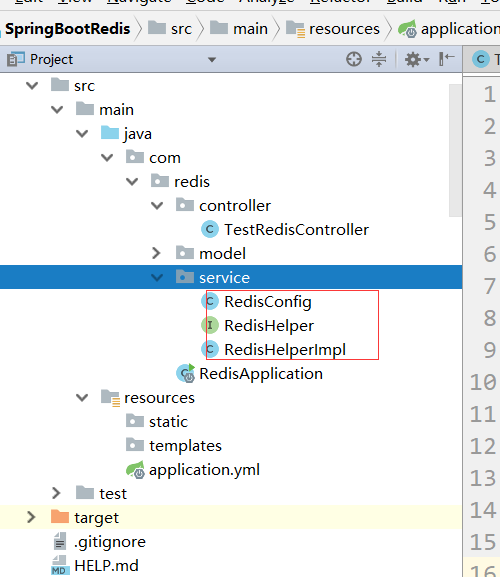 SpringBootRedis src main resources application
Project
src
main
java
com
redis
controller
TestRedisController
model
service
RedisConfig
RedisHelper
RedisHelperImpl
RedisApplication
resources
static
templates
application.yml
test
target
.gitignore
HELP.md
1
2
3
4
5
6
7
8
9
10
11
12
13
14
15
16